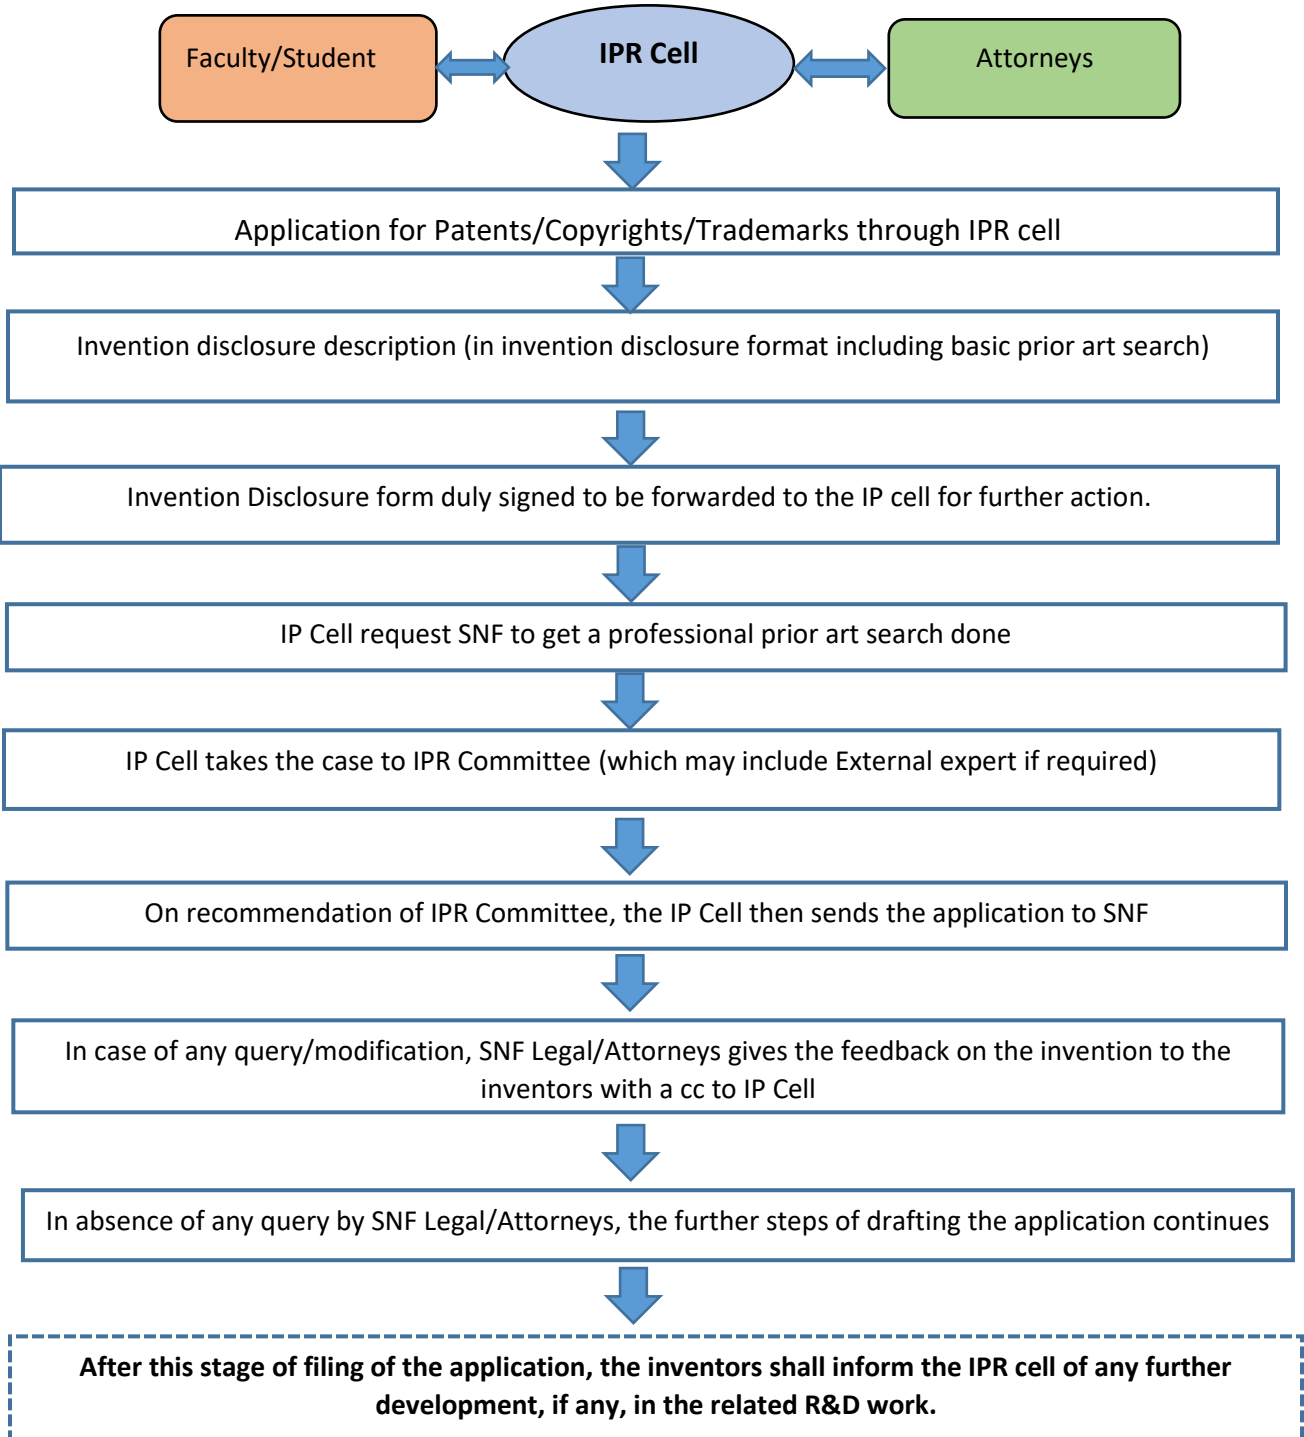 Faculty/Student
IPR Cell
Attorneys
Application for Patents/Copyrights/Trademarks through IPR cell
Invention disclosure description (in invention disclosure format including basic prior art search)
Invention Disclosure form duly signed to be forwarded to the IP cell for further action.
IP Cell request SNF to get a professional prior art search done
IP Cell takes the case to IPR Committee (which may include External expert if required)
On recommendation of IPR Committee, the IP Cell then sends the application to SNF
In case of any query/modification, SNF Legal/Attorneys gives the feedback on the invention to the
inventors with a cc to IP Cell
In absence of any query by SNF Legal/Attorneys, the further steps of drafting the application continues
After this stage of filing of the application, the inventors shall inform the IPR cell of any further
development, if any, in the related R&D work.